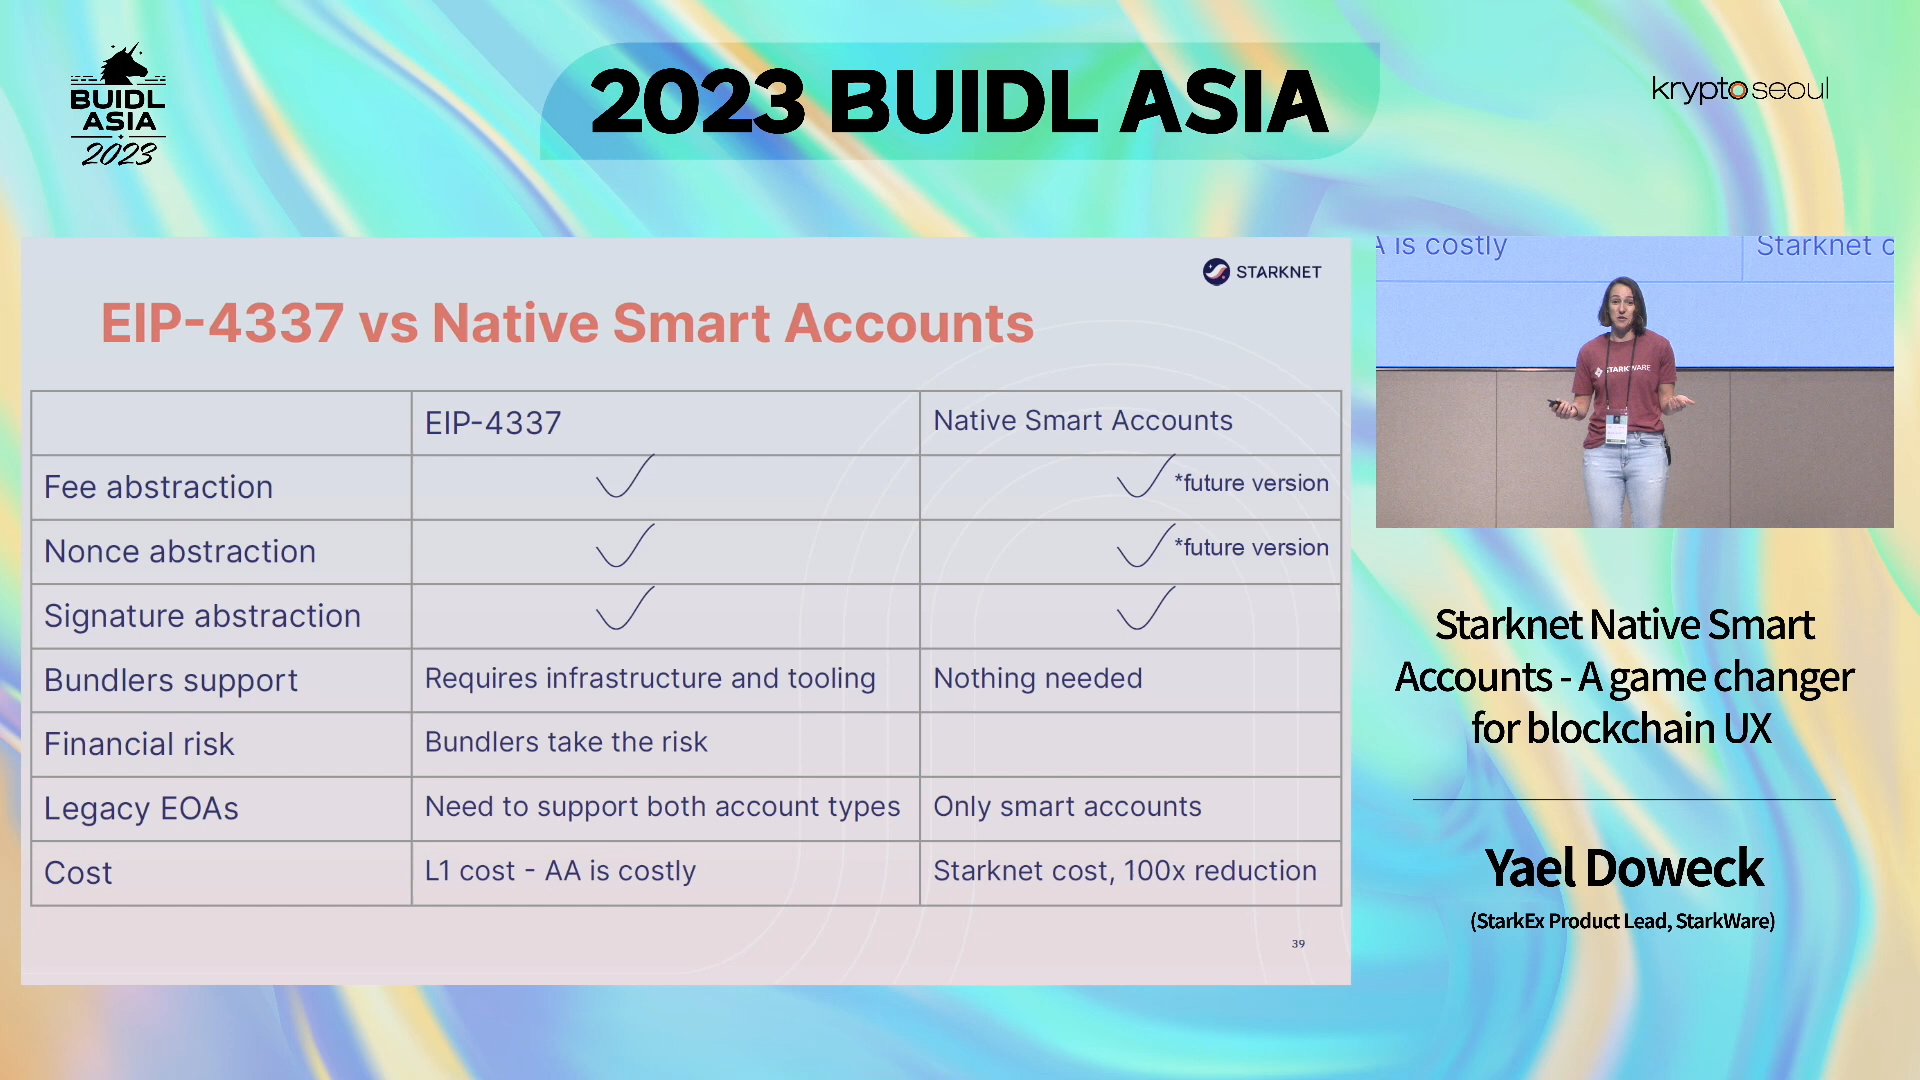 BUIDL
ASIA
2023
2023 BUIDL ASIA
kryptoseoul
STARKNET
EIP-4337 vs Native Smart Accounts
EIP-4337 Native Smart Accounts
Fee abstraction *future version
Nonce abstraction *future version
Signature abstraction
Bundlers support Requires infrastructure and tooling Nothing needed
Financial risk Bundlers take the risk
Legacy EOAs Need to support both account types Only smart accounts
Cost L1 cost - AA is costly Starknet cost, 100x reduction
39
A is costly Starknet c
STARKWARE
Starknet Native Smart
Accounts - A game changer
for blockchain UX
Yael Doweck
(StarkEx Product Lead, StarkWare)